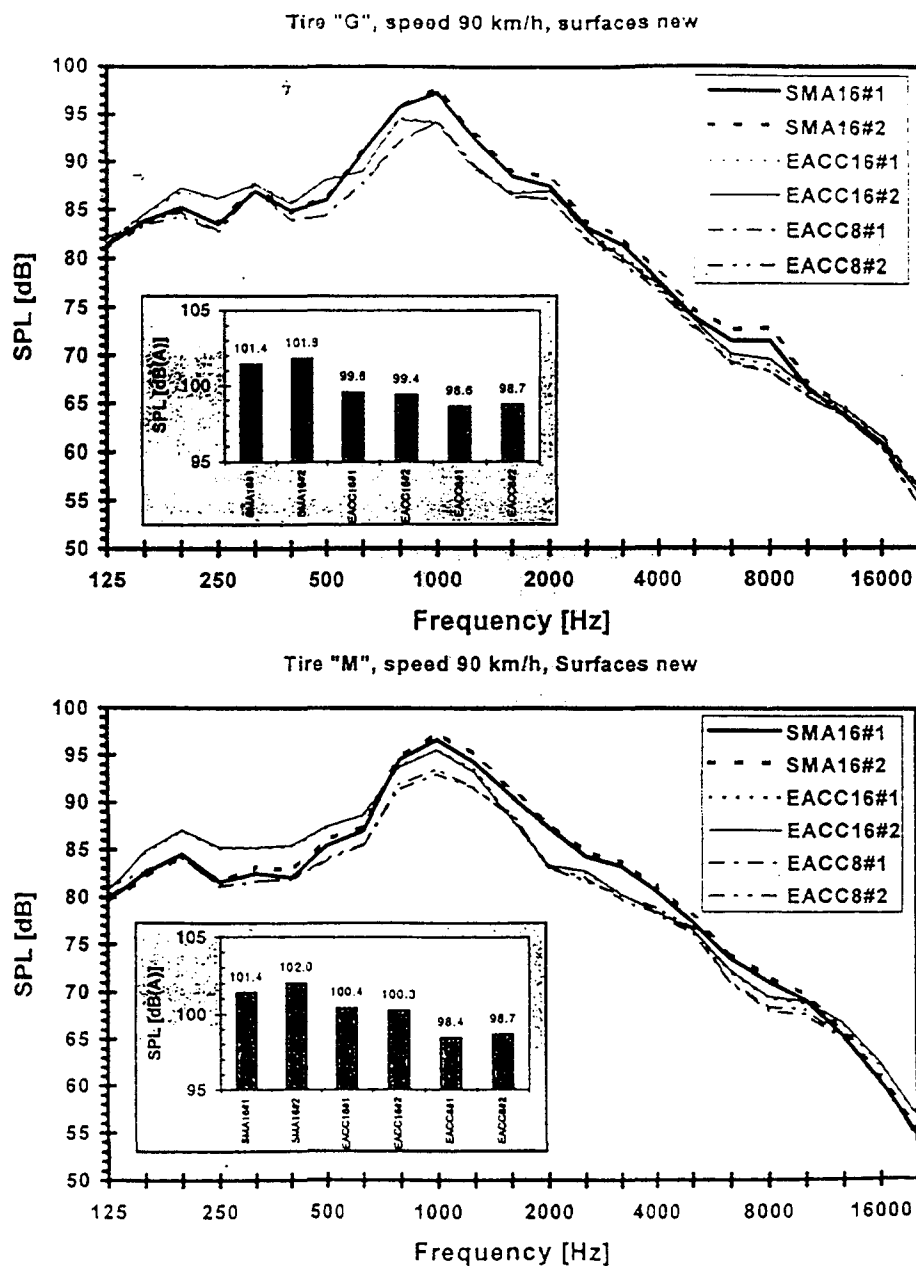 Tire "G", speed 90 km/h, surfaces new
SPL [dB]
100
95
90
85
80
75
70
65
60
55
50
SMA16#1
SMA16#2
EACC16#1
EACC16#2
EACC8#1
EACC8#2
SPL [dB(A)]
105
100
95
101.4
101.9
99.6
99.4
98.6
98.7
SMA16#1
SMA16#2
EACC16#1
EACC16#2
EACC8#1
EACC8#2
125 250 500 1000 2000 4000 8000 16000
Frequency [Hz]
Tire "M", speed 90 km/h, Surfaces new
SPL [dB]
100
95
90
85
80
75
70
65
60
55
50
SMA16#1
SMA16#2
EACC16#1
EACC16#2
EACC8#1
EACC8#2
SPL [dB(A)]
105
100
95
101.4
102.0
100.4
100.3
98.4
98.7
SMA16#1
SMA16#2
EACC16#1
EACC16#2
EACC8#1
EACC8#2
125 250 500 1000 2000 4000 8000 16000
Frequency [Hz]